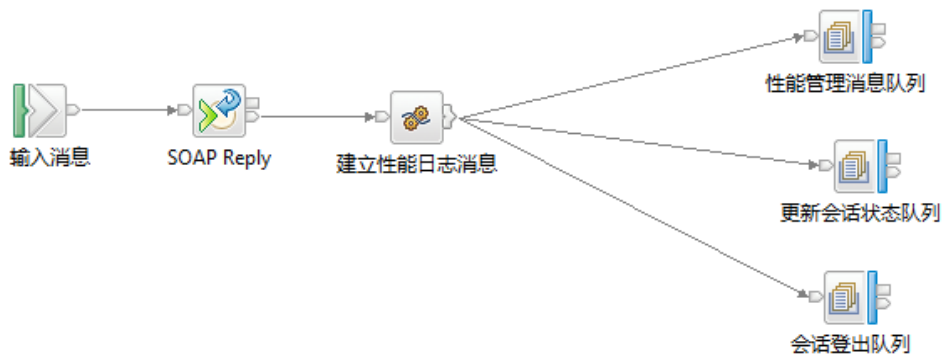 性能管理消息队列
输入消息
SOAP Reply
建立性能日志消息
更新会话状态队列
会话登出队列